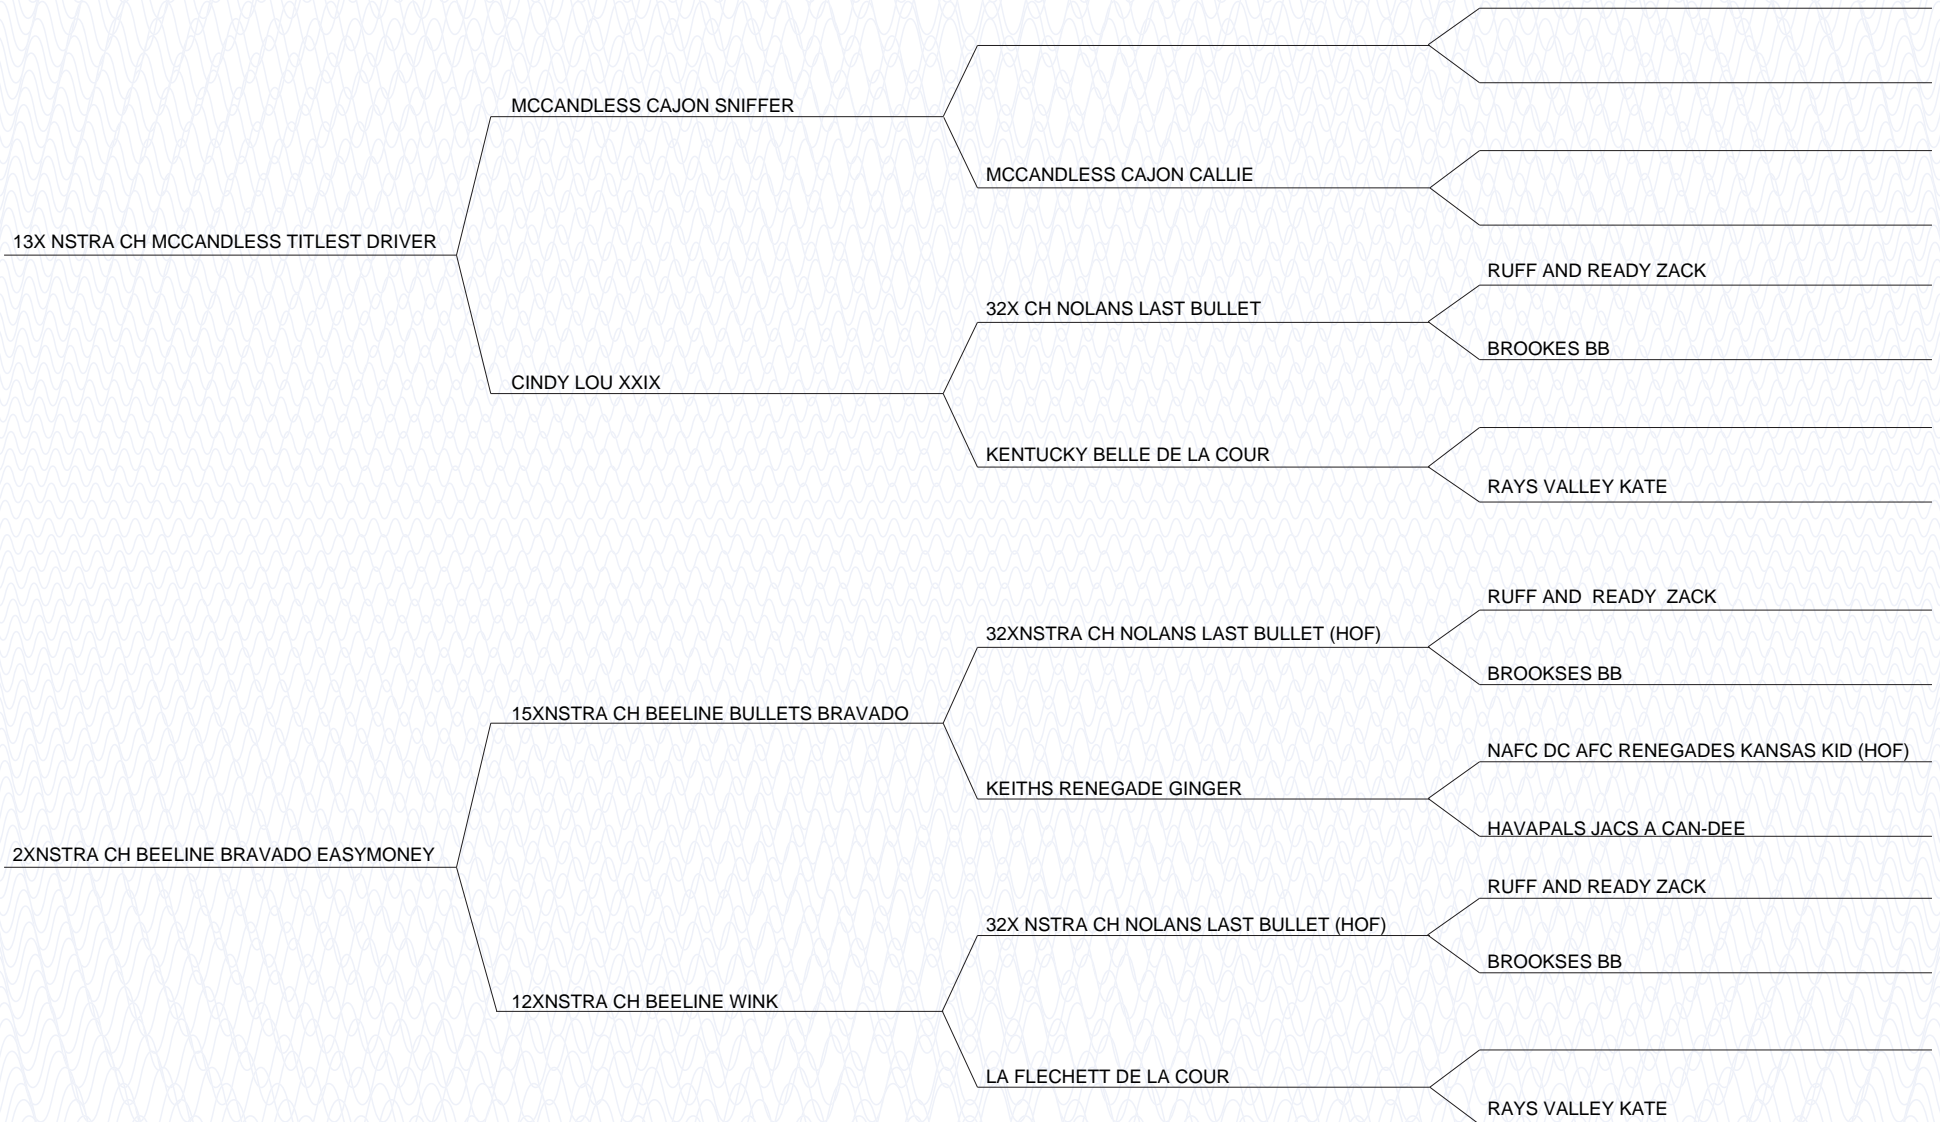 MCCANDLESS CAJON SNIFFER
MCCANDLESS CAJON CALLIE
13X NSTRA CH MCCANDLESS TITLEST DRIVER
RUFF AND READY ZACK
32X CH NOLANS LAST BULLET
BROOKES BB
CINDY LOU XXIX
KENTUCKY BELLE DE LA COUR
RAYS VALLEY KATE
RUFF AND  READY  ZACK
32XNSTRA CH NOLANS LAST BULLET (HOF)
BROOKSES BB
15XNSTRA CH BEELINE BULLETS BRAVADO
NAFC DC AFC RENEGADES KANSAS KID (HOF)
KEITHS RENEGADE GINGER
HAVAPALS JACS A CAN-DEE
2XNSTRA CH BEELINE BRAVADO EASYMONEY
RUFF AND READY ZACK
32X NSTRA CH NOLANS LAST BULLET (HOF)
BROOKSES BB
12XNSTRA CH BEELINE WINK
LA FLECHETT DE LA COUR
RAYS VALLEY KATE